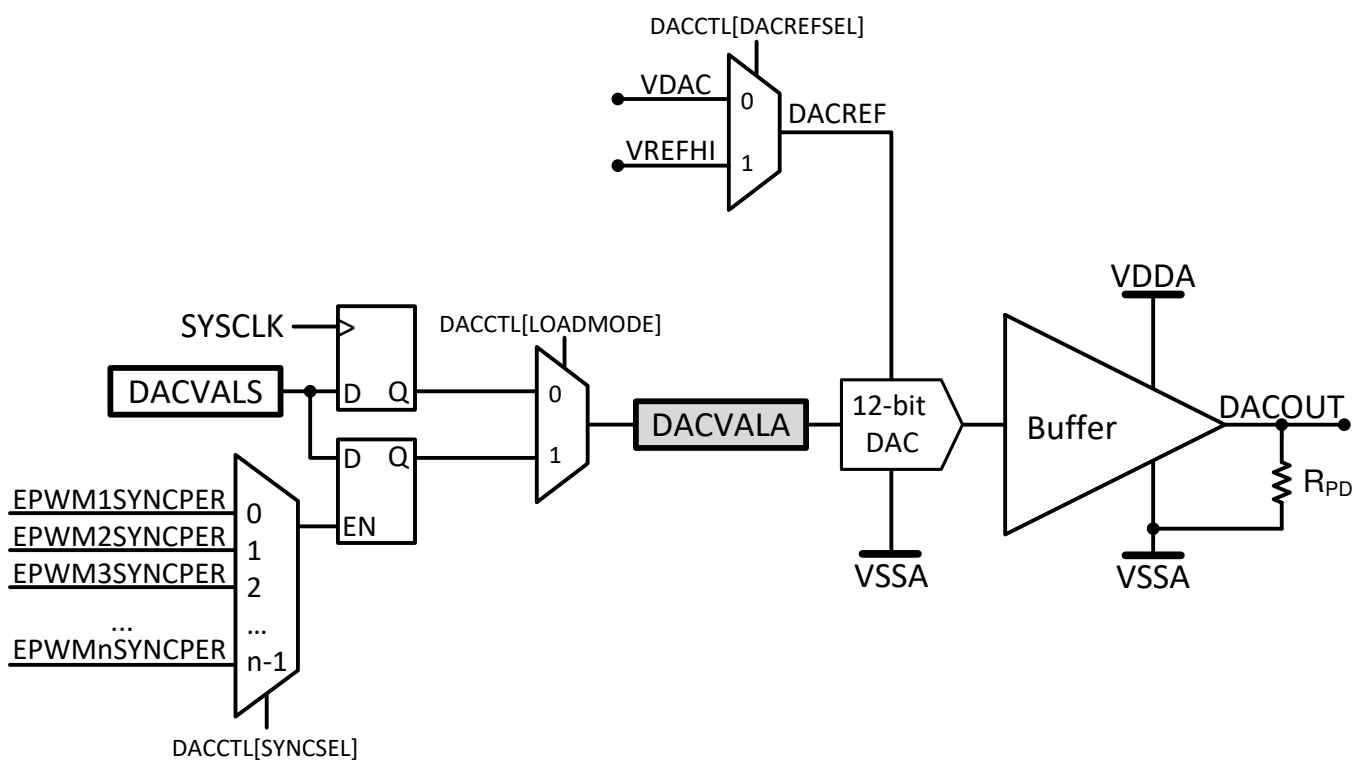 DACCTL[DACREFSEL]
VDAC
0
DACREF
VREFHI
1
VDDA
SYSCLK
>
DACCTL[LOADMODE]
DACVALS
D Q
0
12-bit
DAC
DACOUT
DACVALA
Buffer
D Q
1
EN
RPD
EPWM1SYNCPER
0
EPWM2SYNCPER
1
EPWM3SYNCPER
2
VSSA
VSSA
...
...
EPWMnSYNCPER
n-1
DACCTL[SYNCSEL]